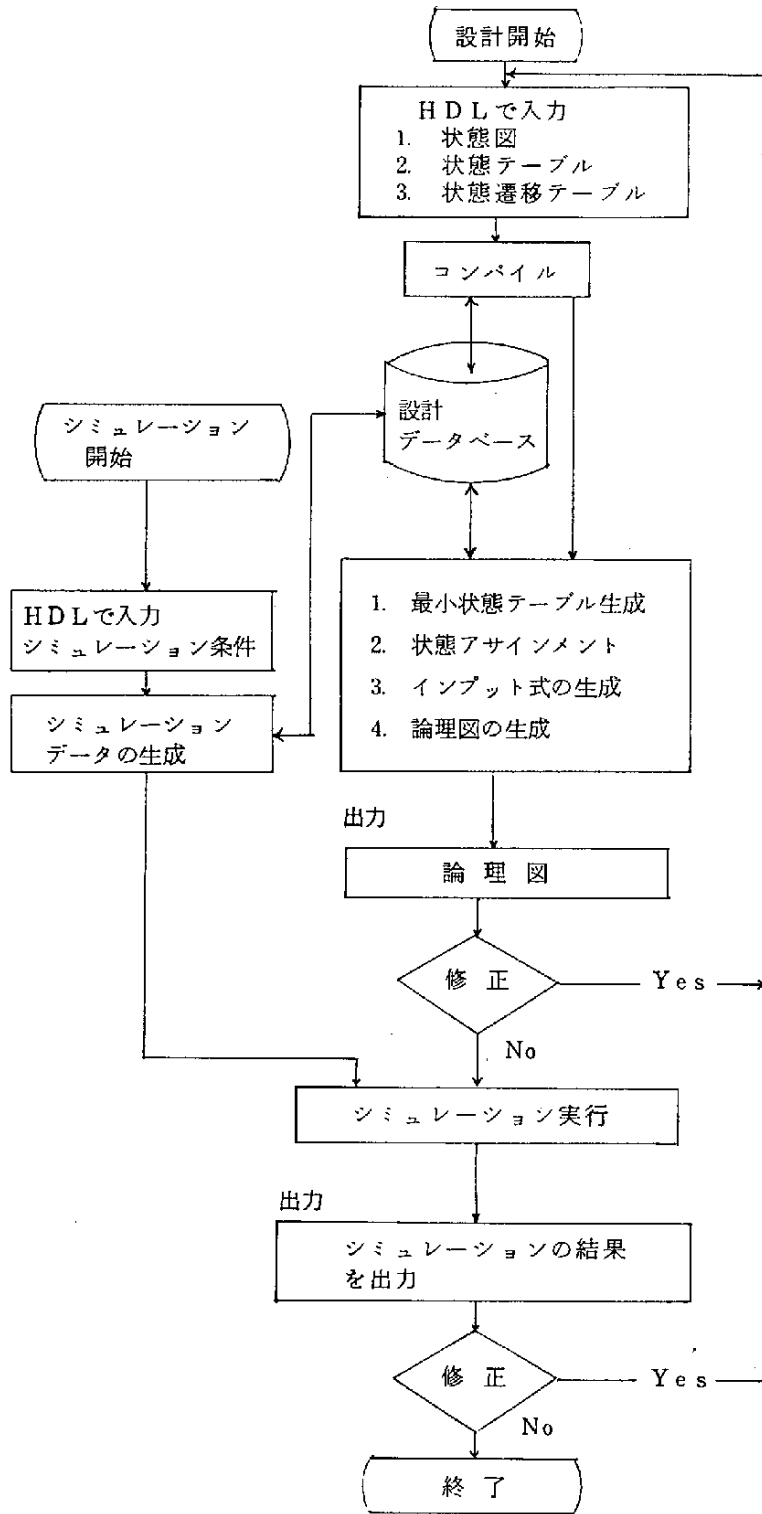 設計開始
HDLで入力
1. 状態図
2. 状態テーブル
3. 状態遷移テーブル
コンパイル
設計
データベース
シミュレーション
開始
HDLで入力
シミュレーション条件
シミュレーション
データの生成
1. 最小状態テーブル生成
2. 状態アサインメント
3. インプット式の生成
4. 論理図の生成
出力
論理図
修正
Yes
No
シミュレーション実行
出力
シミュレーションの結果
を出力
修正
Yes
No
終了